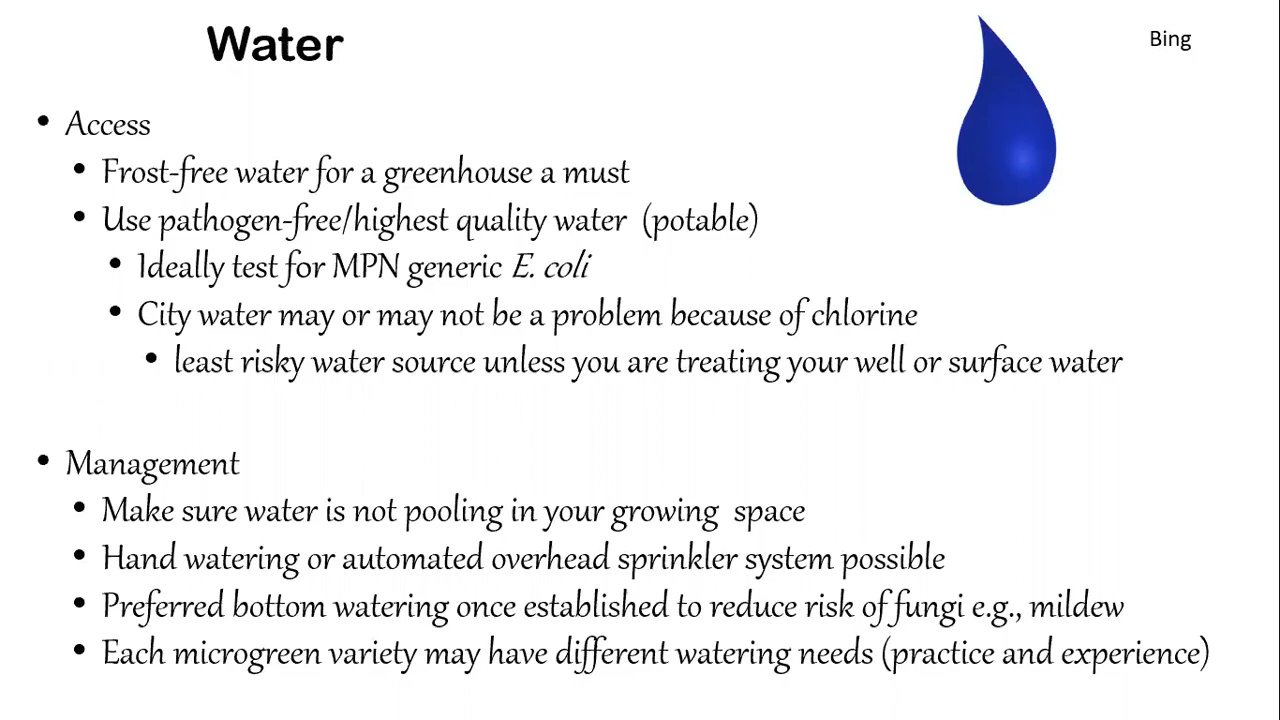 Water
Bing
• Access
• Frost-free water for a greenhouse a must
• Use pathogen-free/highest quality water (potable)
• Ideally test for MPN generic E. coli
• City water may or may not be a problem because of chlorine
• least risky water source unless you are treating your well or surface water
• Management
• Make sure water is not pooling in your growing space
• Hand watering or automated overhead sprinkler system possible
• Preferred bottom watering once established to reduce risk of fungi e.g., mildew
• Each microgreen variety may have different watering needs (practice and experience)